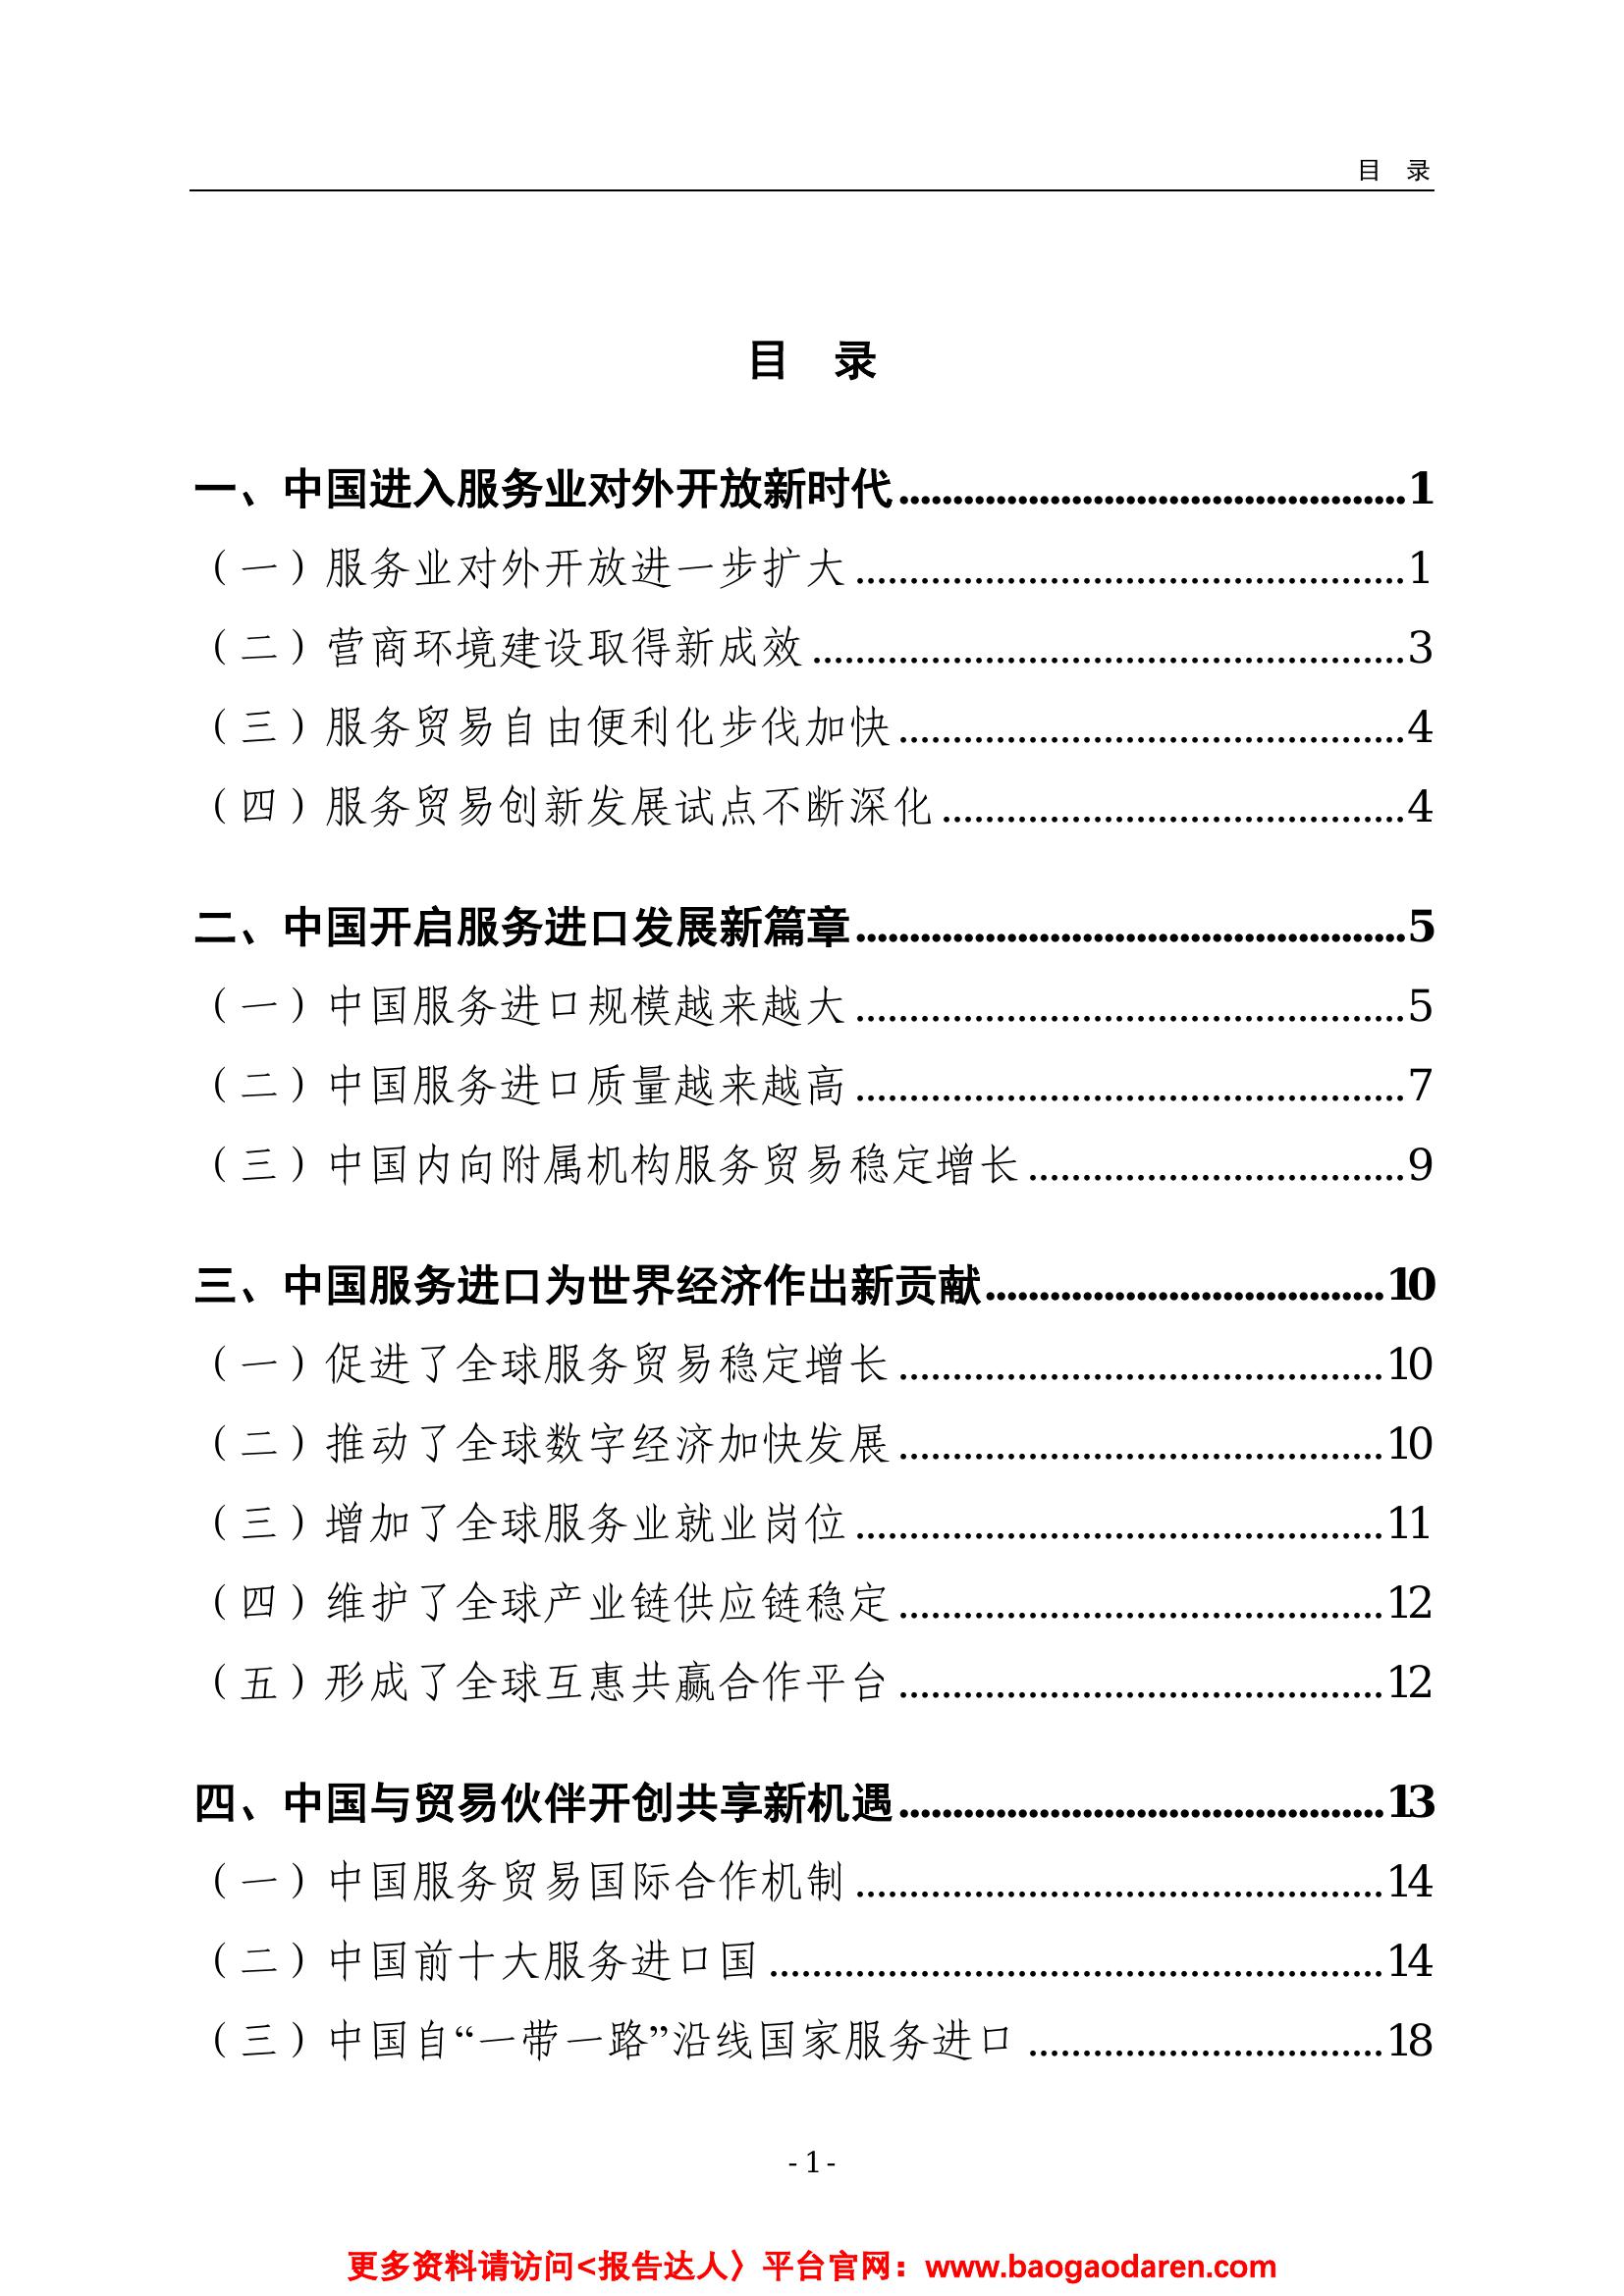 目 录
目 录
一、中国进入服务业对外开放新时代................................................1
（一）服务业对外开放进一步扩大....................................................1
（二）营商环境建设取得新成效........................................................3
（三）服务贸易自由便利化步伐加快................................................4
（四）服务贸易创新发展试点不断深化............................................4
二、中国开启服务进口发展新篇章....................................................5
（一）中国服务进口规模越来越大....................................................5
（二）中国服务进口质量越来越高....................................................7
（三）中国内向附属机构服务贸易稳定增长....................................9
三、中国服务进口为世界经济作出新贡献......................................10
（一）促进了全球服务贸易稳定增长..............................................10
（二）推动了全球数字经济加快发展..............................................10
（三）增加了全球服务业就业岗位..................................................11
（四）维护了全球产业链供应链稳定..............................................12
（五）形成了全球互惠共赢合作平台..............................................12
四、中国与贸易伙伴开创共享新机遇..............................................13
（一）中国服务贸易国际合作机制..................................................14
（二）中国前十大服务进口国..........................................................14
（三）中国自“一带一路”沿线国家服务进口..................................18
-1-
更多资料请访问<报告达人〉平台官网：www.baogaodaren.com